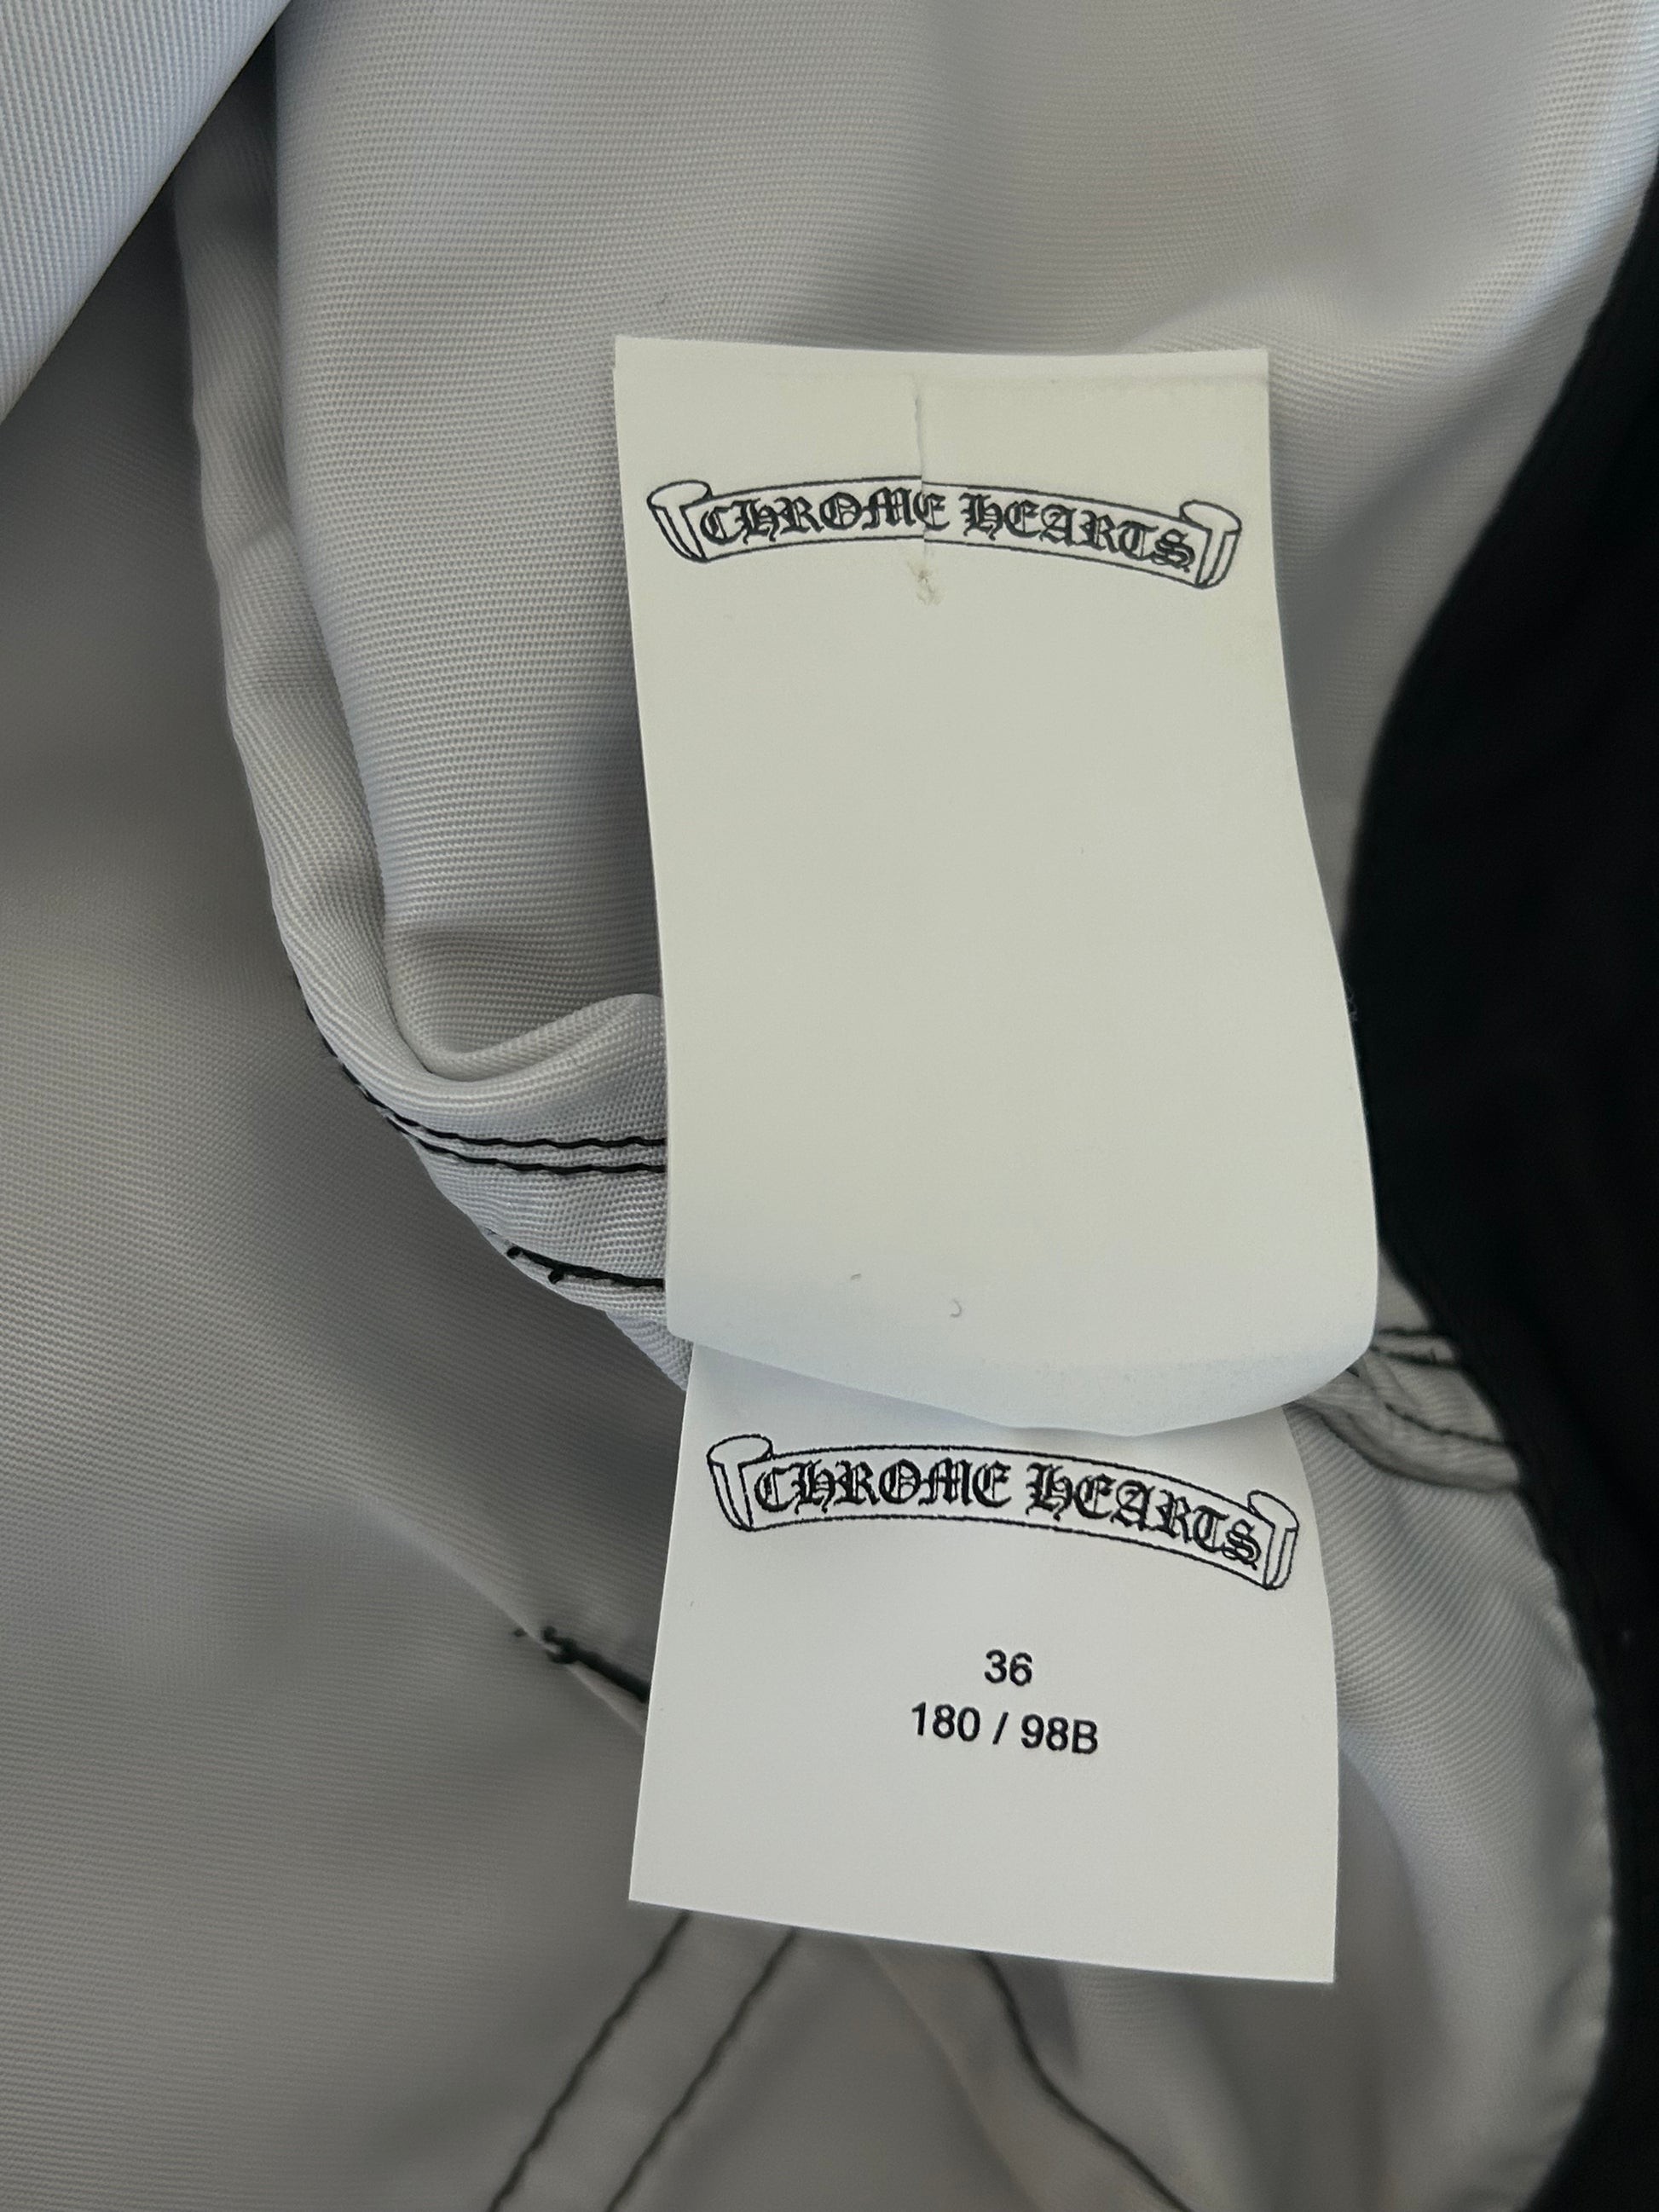 CHROME HEARTS
CHROME HEARTS
36
180 / 98B